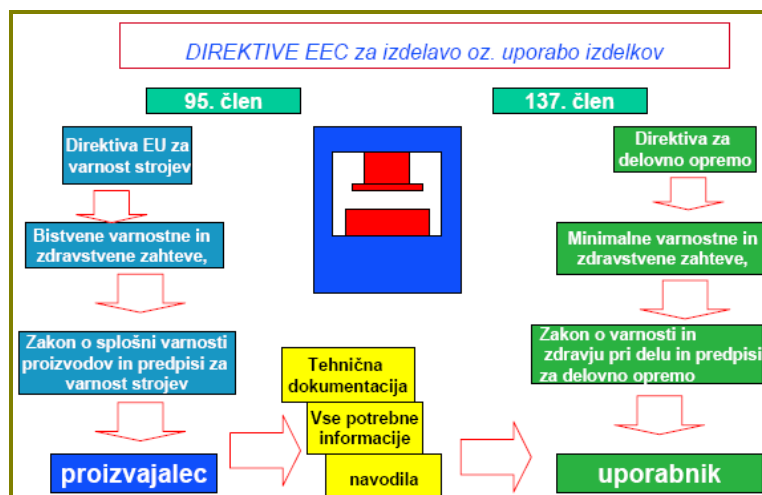 DIREKTIVE EEC za izdelavo oz. uporabo izdelkov
95. člen
137. člen
Direktiva EU za
varnost strojev
Direktiva za
delovno opremo
Bistvene varnostne in
zdravstvene zahteve,
Minimalne varnostne in
zdravstvene zahteve,
Zakon o splošni varnosti
proizvodov in predpisi za
varnost strojev
Zakon o varnosti in
zdravju pri delu in predpisi
za delovno opremo
Tehnična
dokumentacija
Vse potrebne
informacije
navodila
proizvajalec
uporabnik